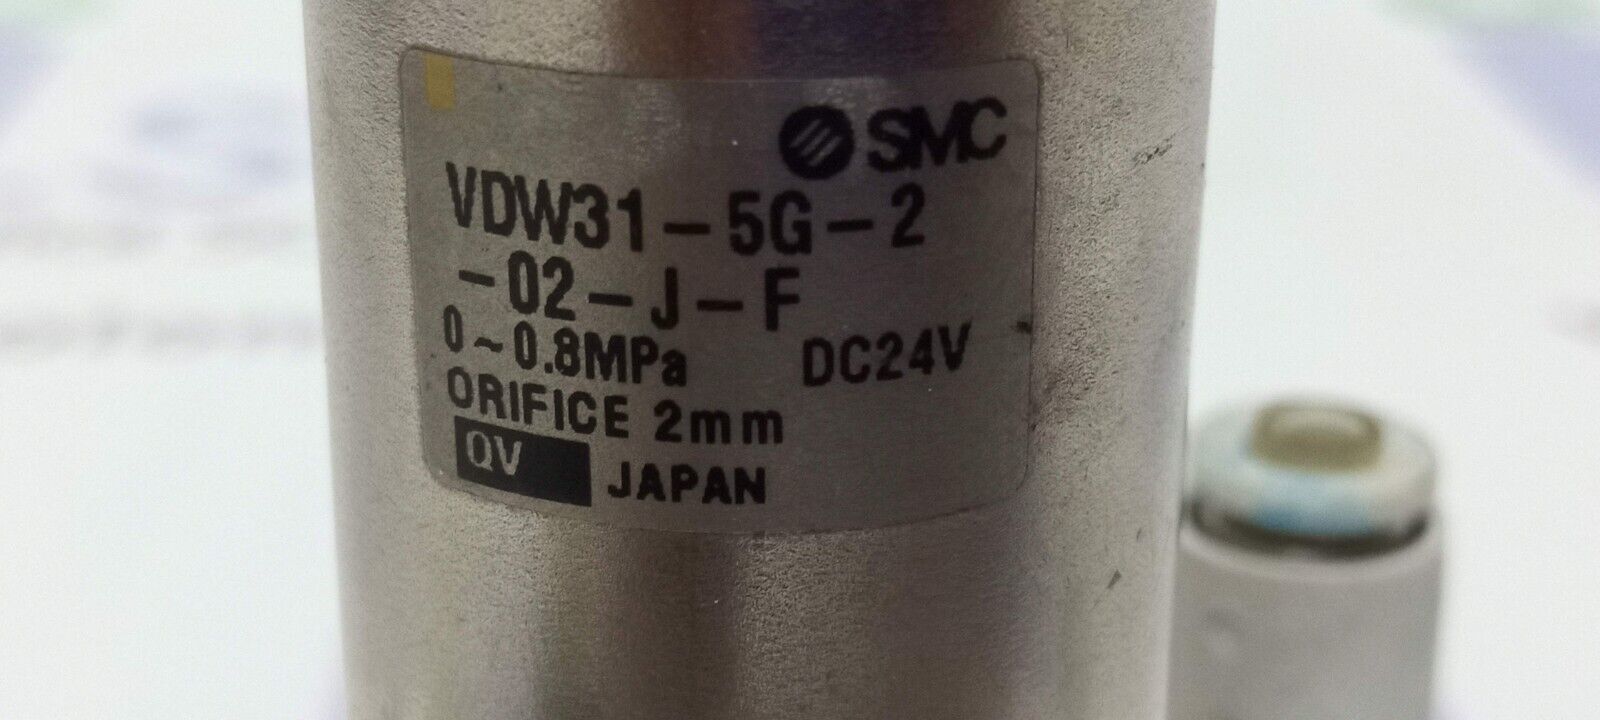 SMC
VDW31-5G-2
-02-J-F
0~0.8MPa DC24V
ORIFICE 2mm
QV JAPAN